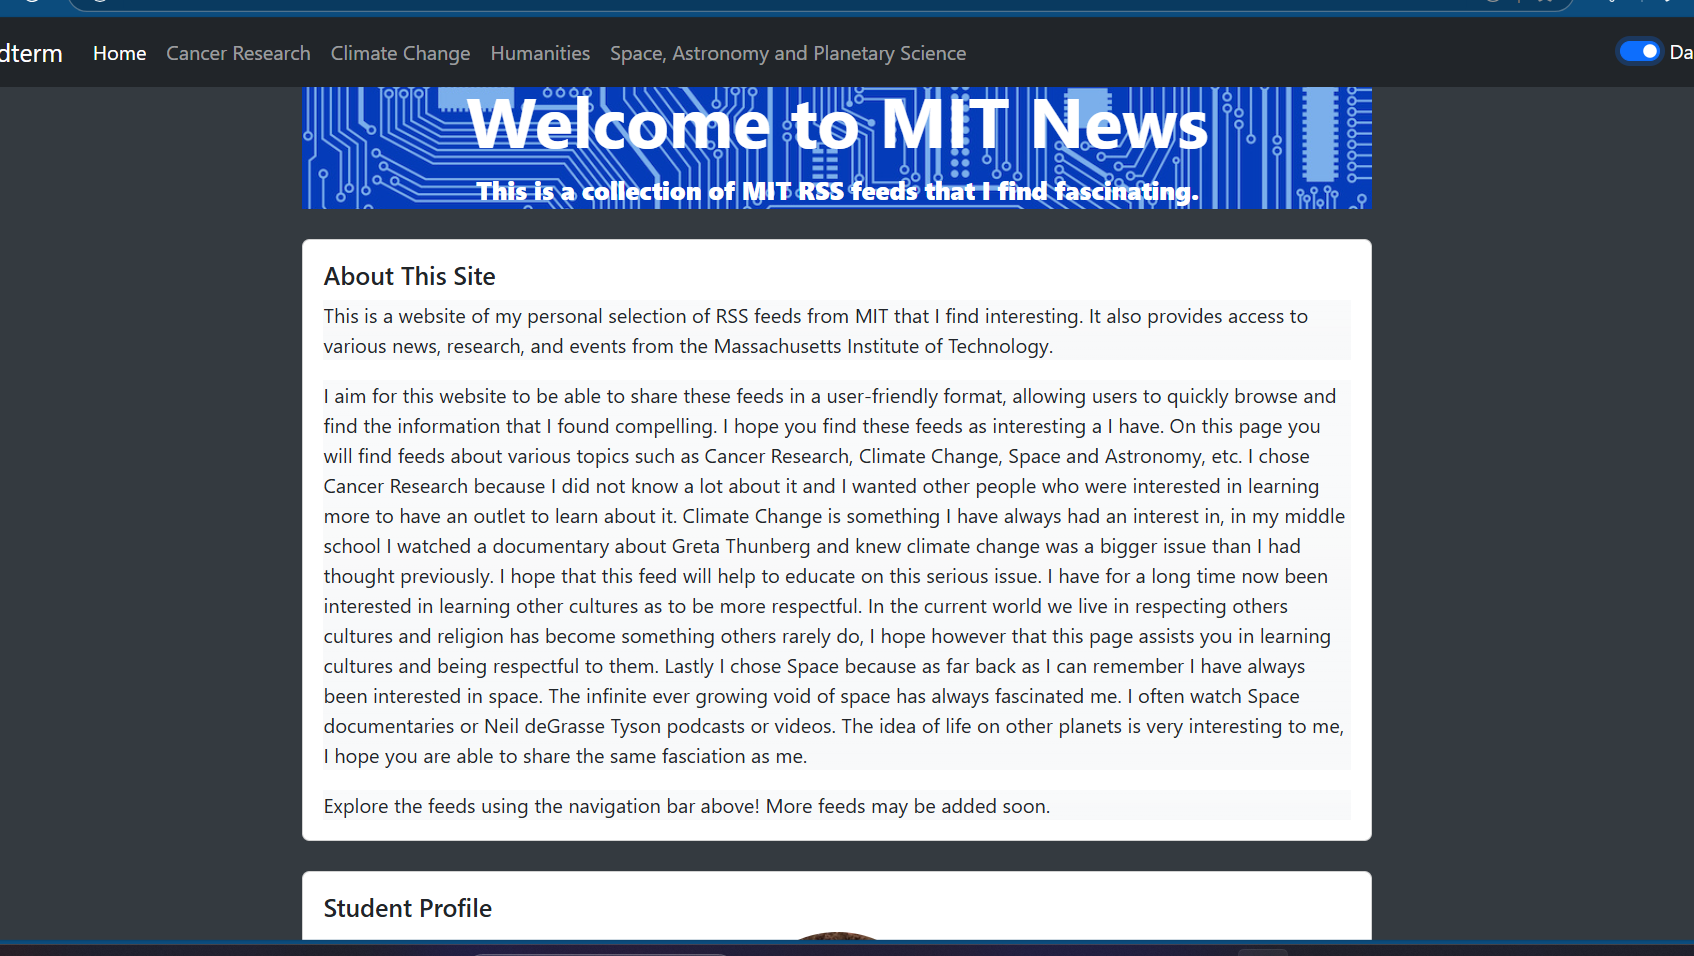 Home Cancer Research Climate Change Humanities Space, Astronomy and Planetary Science
Welcome to MIT News
This is a collection of MIT RSS feeds that I find fascinating.
About This Site
This is a website of my personal selection of RSS feeds from MIT that I find interesting. It also provides access to
various news, research, and events from the Massachusetts Institute of Technology.
I aim for this website to be able to share these feeds in a user-friendly format, allowing users to quickly browse and
find the information that I found compelling. I hope you find these feeds as interesting a I have. On this page you
will find feeds about various topics such as Cancer Research, Climate Change, Space and Astronomy, etc. I chose
Cancer Research because I did not know a lot about it and I wanted other people who were interested in learning
more to have an outlet to learn about it. Climate Change is something I have always had an interest in, in my middle
school I watched a documentary about Greta Thunberg and knew climate change was a bigger issue than I had
thought previously. I hope that this feed will help to educate on this serious issue. I have for a long time now been
interested in learning other cultures as to be more respectful. In the current world we live in respecting others
cultures and religion has become something others rarely do, I hope however that this page assists you in learning
cultures and being respectful to them. Lastly I chose Space because as far back as I can remember I have always
been interested in space. The infinite ever growing void of space has always fascinated me. I often watch Space
documentaries or Neil deGrasse Tyson podcasts or videos. The idea of life on other planets is very interesting to me,
I hope you are able to share the same fasciation as me.
Explore the feeds using the navigation bar above! More feeds may be added soon.
Student Profile